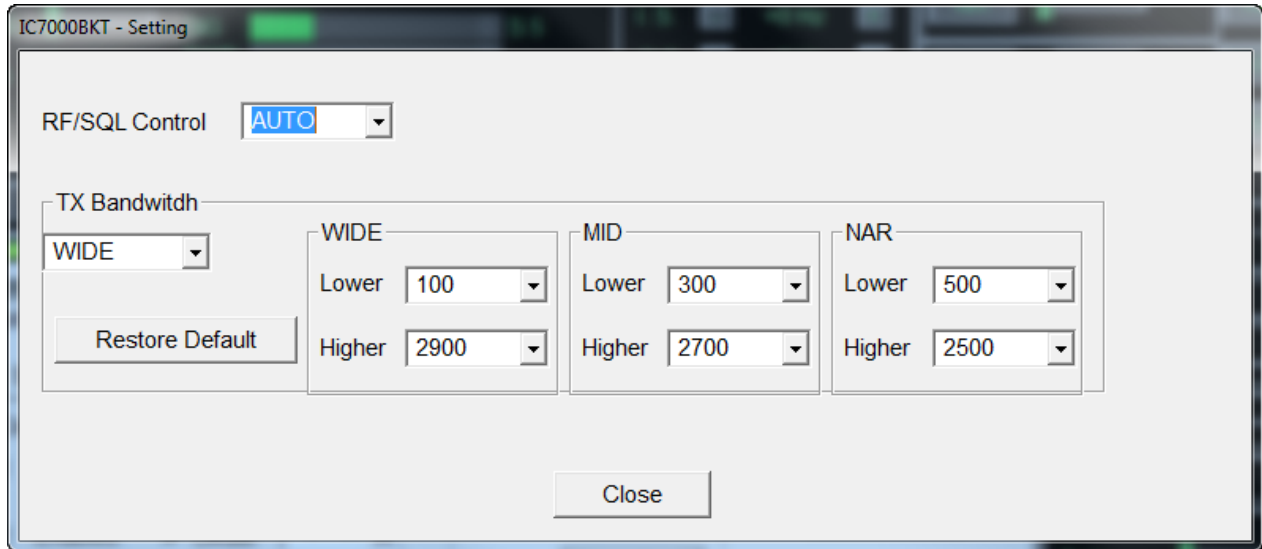 IC7000BKT - Setting
RF/SQL Control AUTO
TX Bandwitdh
WIDE
Restore Default
WIDE
Lower 100
Higher 2900
MID
Lower 300
Higher 2700
NAR
Lower 500
Higher 2500
Close